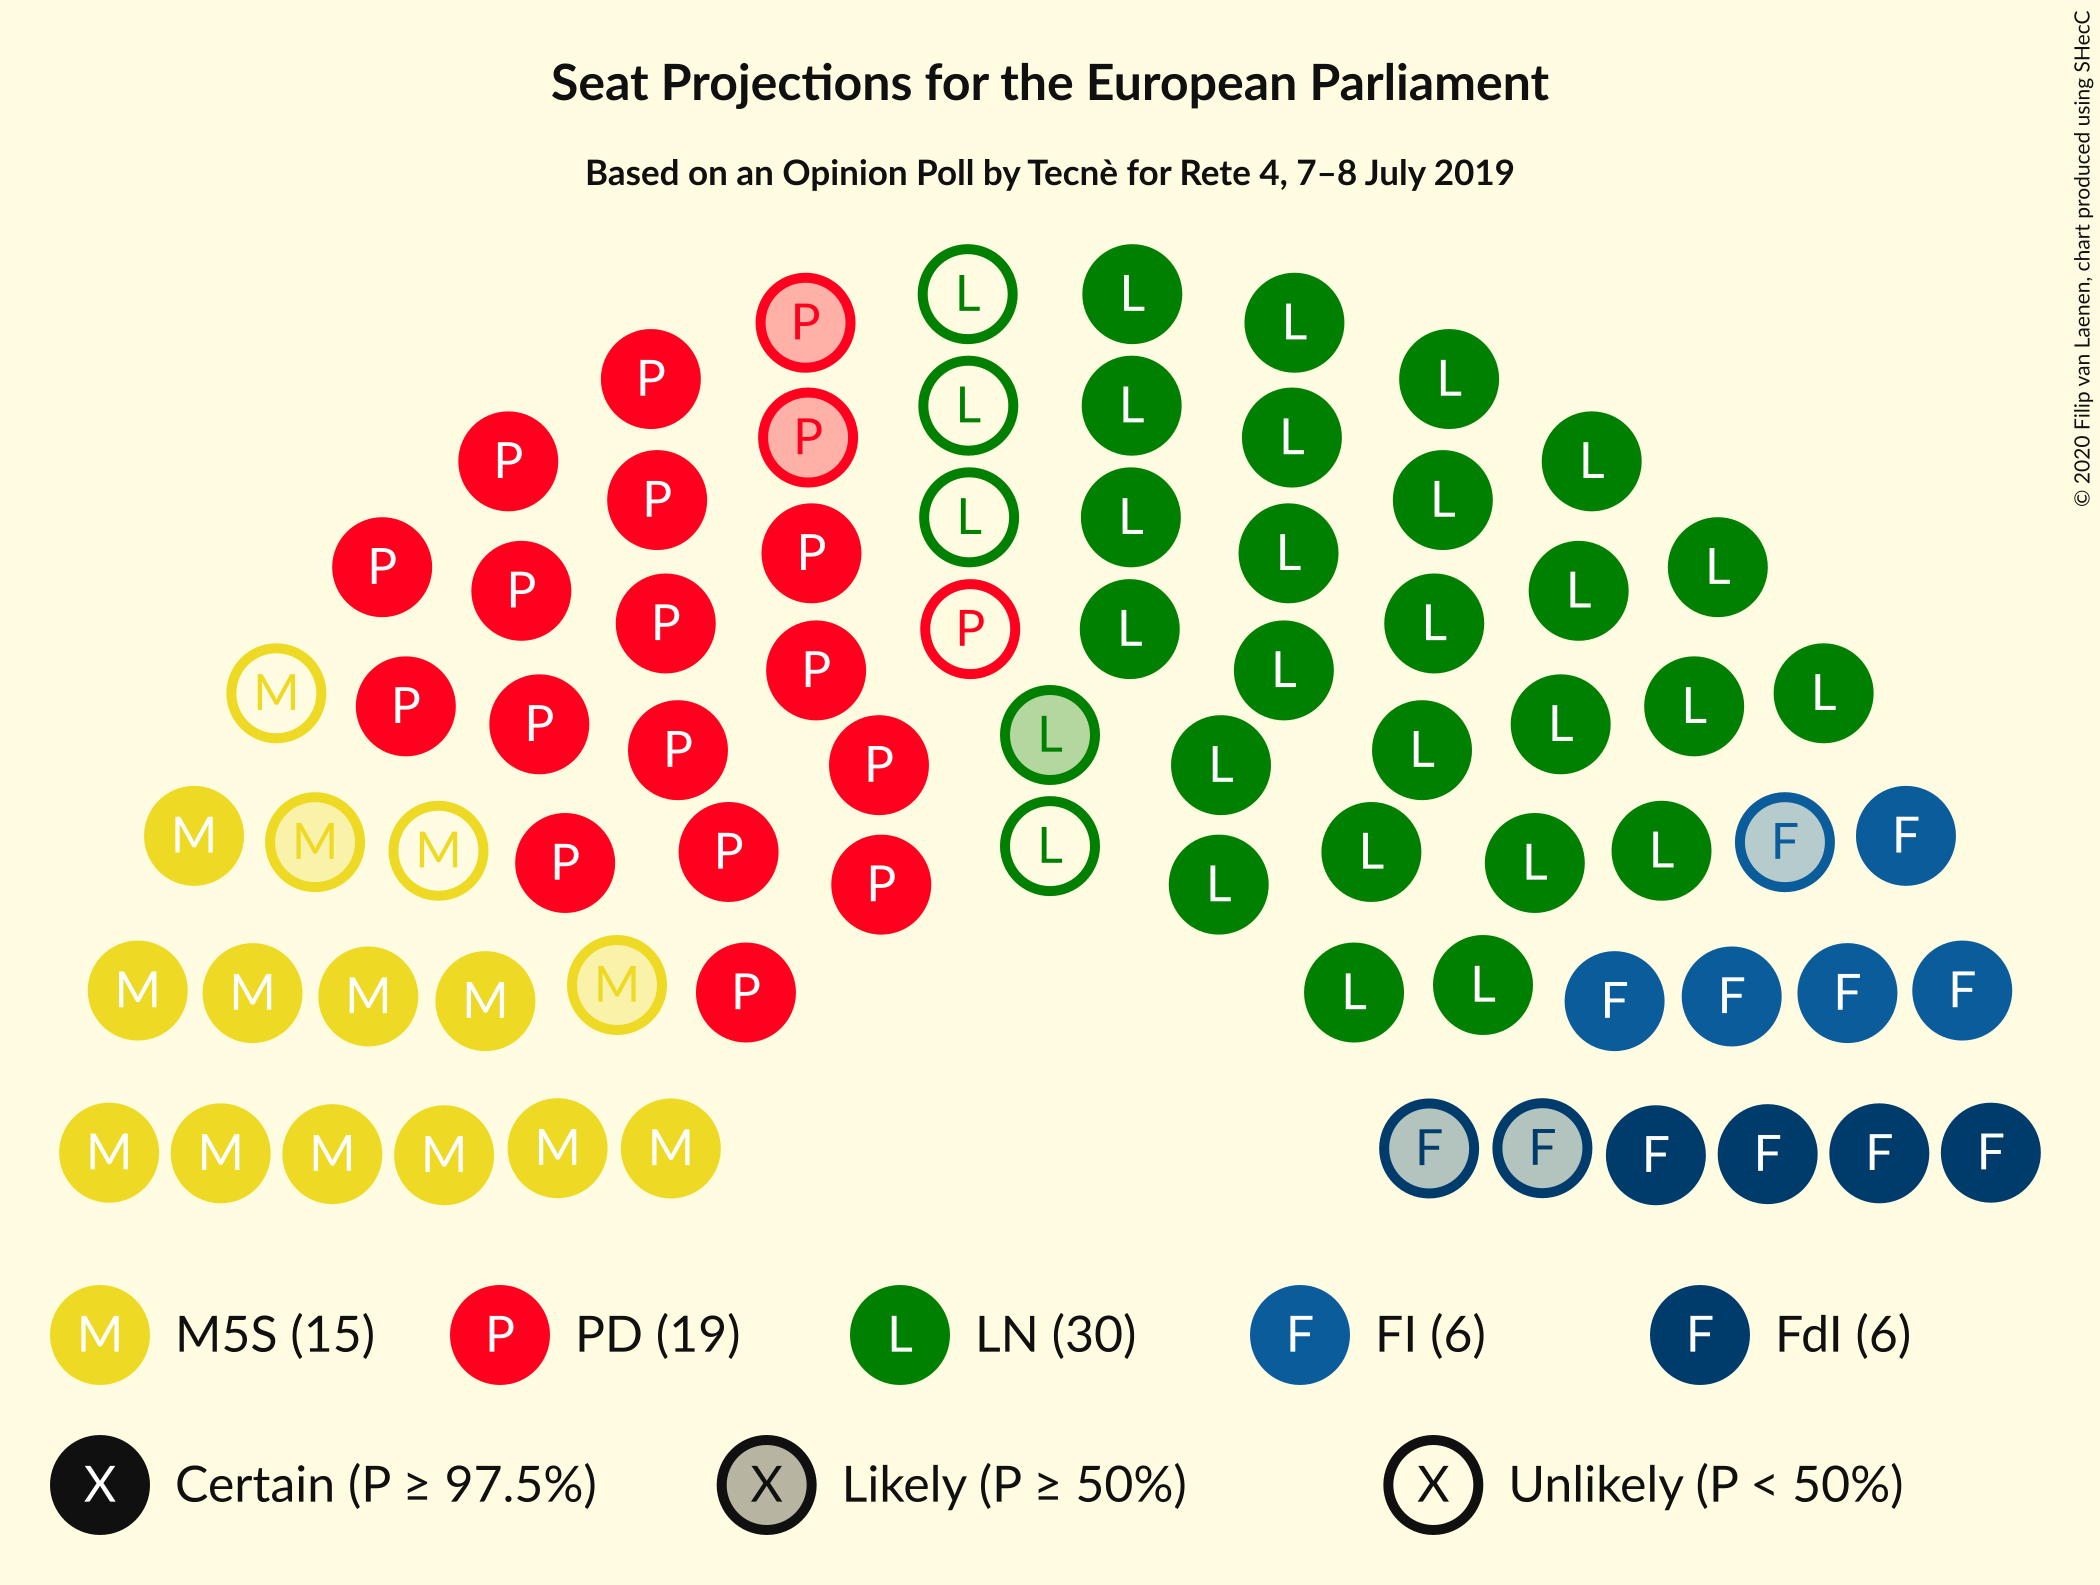 Seat Projections for the European Parliament
Based on an Opinion Poll by Tecnè for Rete 4, 7–8 July 2019
© 2020 Filip van Laenen, chart produced using SHecC
L L
P L
P L
L L
P L
P L
P L
L L
P L
P L
P L
P L
P L
P L
P L
M P L L
P P L L
P P L L
L
P L
M M M P P L L L F F
L
P L
M M M M M P L L F F F F
M M M M M M F F F F F F
M M5S (15) P PD (19) L LN (30) F FI (6) F FdI (6)
X Certain (P ≥ 97.5%) X Likely (P ≥ 50%) X Unlikely (P < 50%)